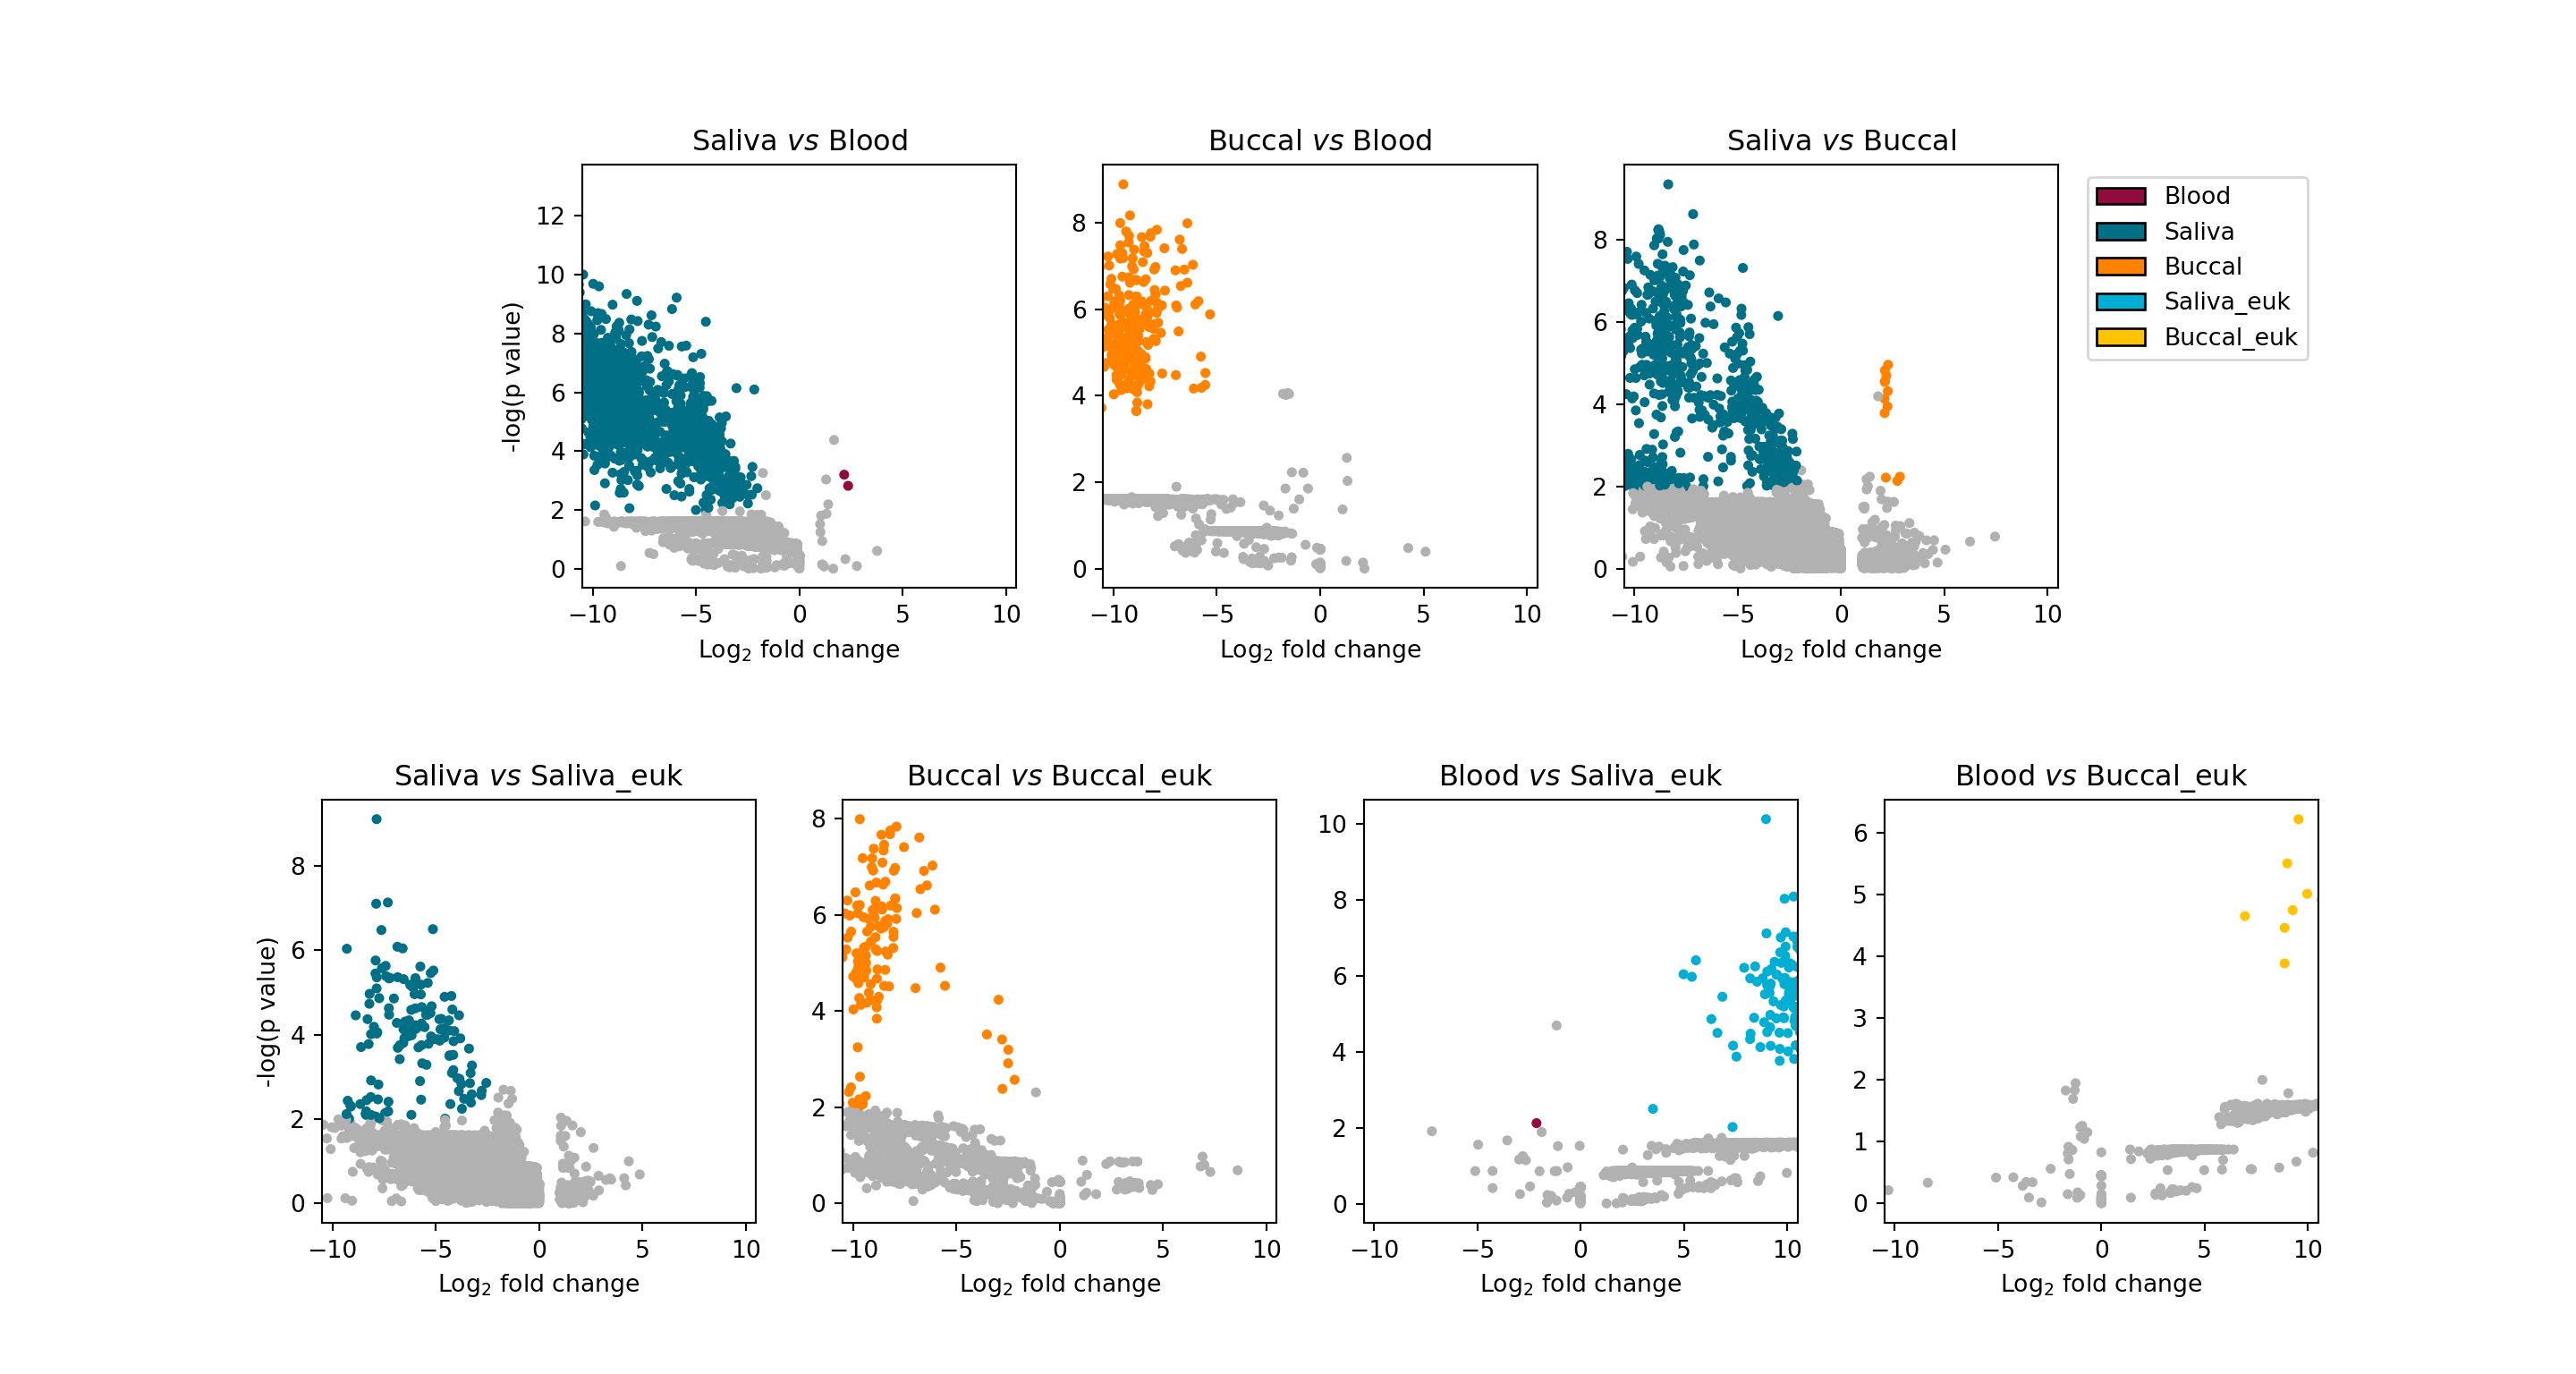 Saliva vs Blood
-log(p value)
12
10
8
6
4
2
0
−10 −5 0 5 10
Log₂ fold change
Buccal vs Blood
8
6
4
2
0
−10 −5 0 5 10
Log₂ fold change
Saliva vs Buccal
8
6
4
2
0
−10 −5 0 5 10
Log₂ fold change
Blood
Saliva
Buccal
Saliva_euk
Buccal_euk
Saliva vs Saliva_euk
-log(p value)
8
6
4
2
0
−10 −5 0 5 10
Log₂ fold change
Buccal vs Buccal_euk
8
6
4
2
0
−10 −5 0 5 10
Log₂ fold change
Blood vs Saliva_euk
10
8
6
4
2
0
−10 −5 0 5 10
Log₂ fold change
Blood vs Buccal_euk
6
5
4
3
2
1
0
−10 −5 0 5 10
Log₂ fold change